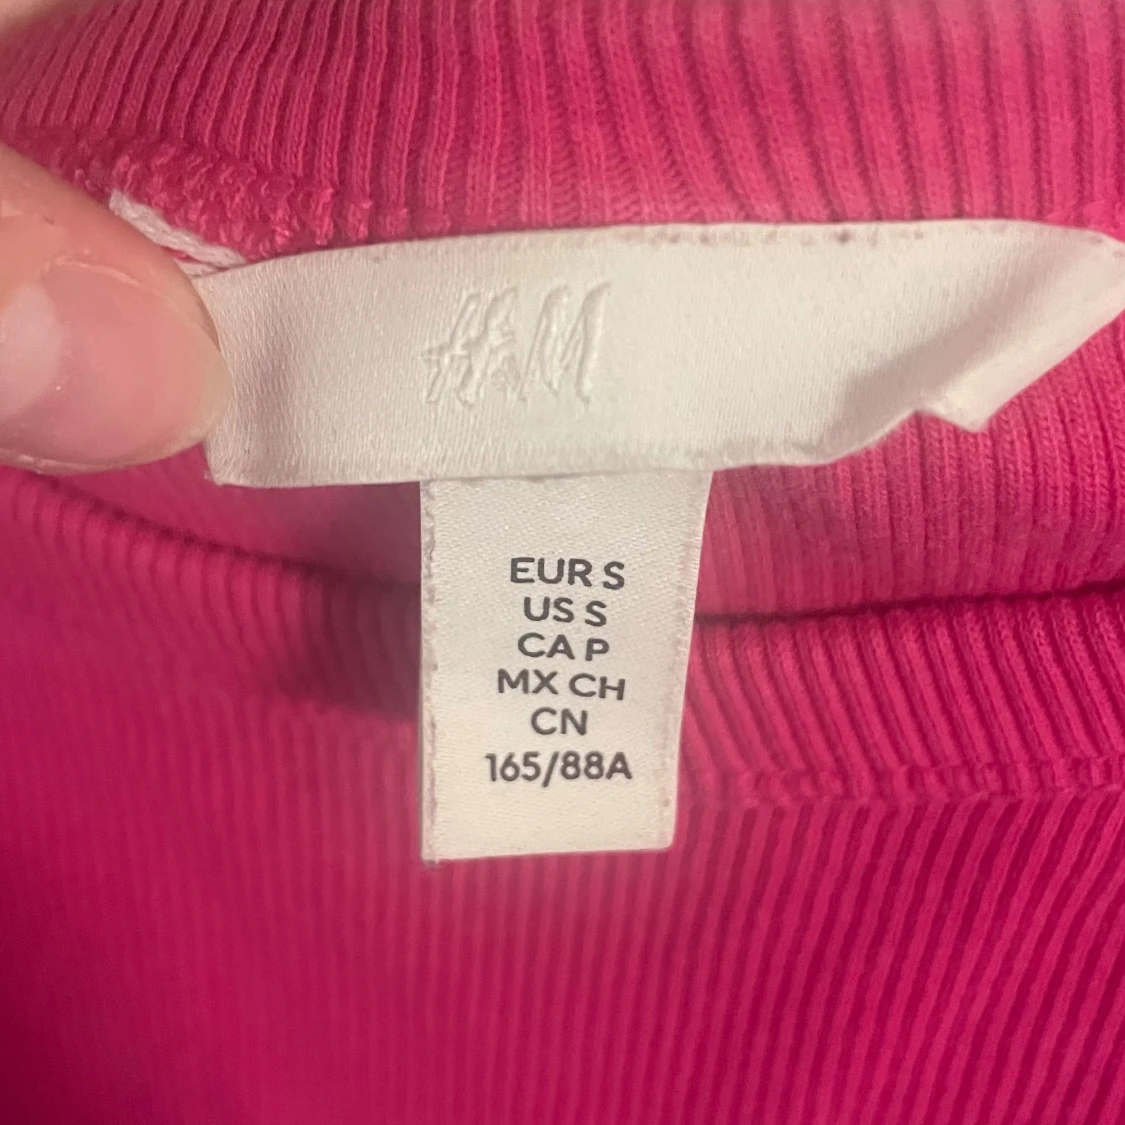 H&M
EUR S
US S
CA P
MX CH
CN
165/88A